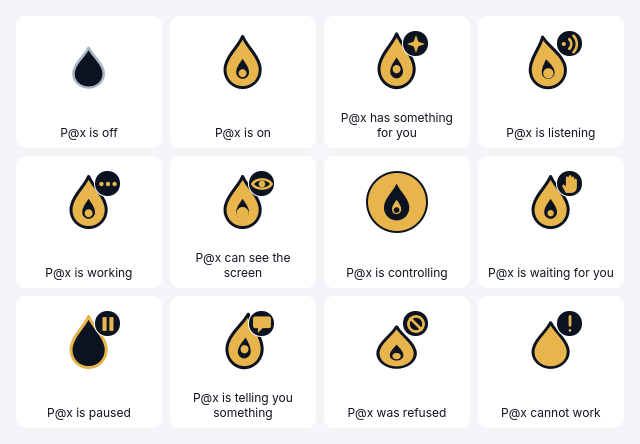 P@x is off
P@x is on
P@x has something
for you
P@x is listening
P@x is working
P@x can see the
screen
P@x is controlling
P@x is waiting for you
P@x is paused
P@x is telling you
something
P@x was refused
P@x cannot work